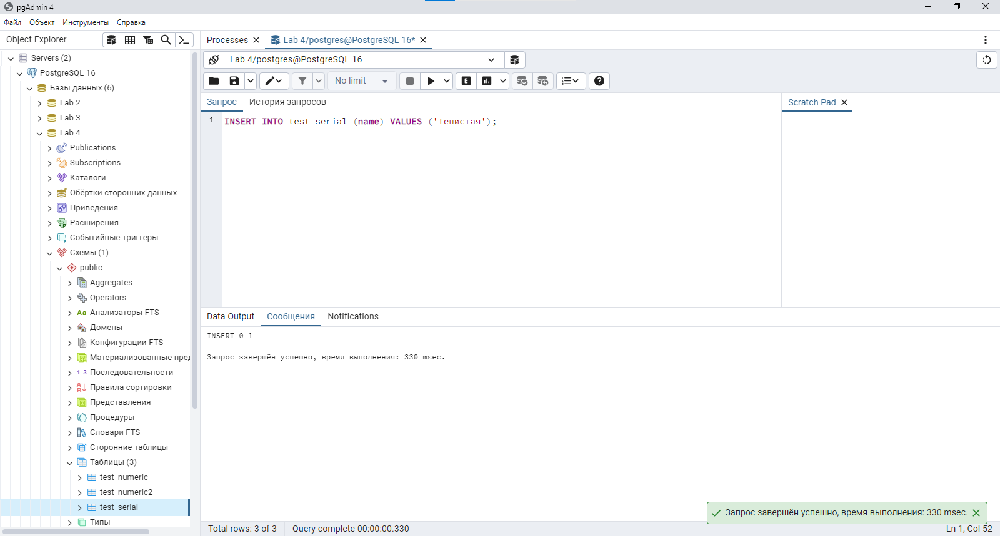 pgAdmin 4
Файл Объект Инструменты Справка
Object Explorer
Processes Lab 4/postgres@PostgreSQL 16*
Servers (2)
PostgreSQL 16
Базы данных (6)
Lab 2
Lab 3
Lab 4
Publications
Subscriptions
Каталоги
Обёртки сторонних данных
Приведения
Расширения
Событийные триггеры
Схемы (1)
public
Aggregates
Operators
Aa Анализаторы FTS
Домены
Конфигурации FTS
Материализованные пред
1..3 Последовательности
Правила сортировки
Представления
Процедуры
Словари FTS
Сторонние таблицы
Таблицы (3)
test_numeric
test_numeric2
test_serial
Типы
Lab 4/postgres@PostgreSQL 16
No limit
E
Запрос История запросов
Scratch Pad
1 INSERT INTO test_serial (name) VALUES ('Тенистая');
Data Output Сообщения Notifications
INSERT 0 1
Запрос завершён успешно, время выполнения: 330 msec.
Запрос завершён успешно, время выполнения: 330 msec.
Total rows: 3 of 3 Query complete 00:00:00.330 Ln 1, Col 52